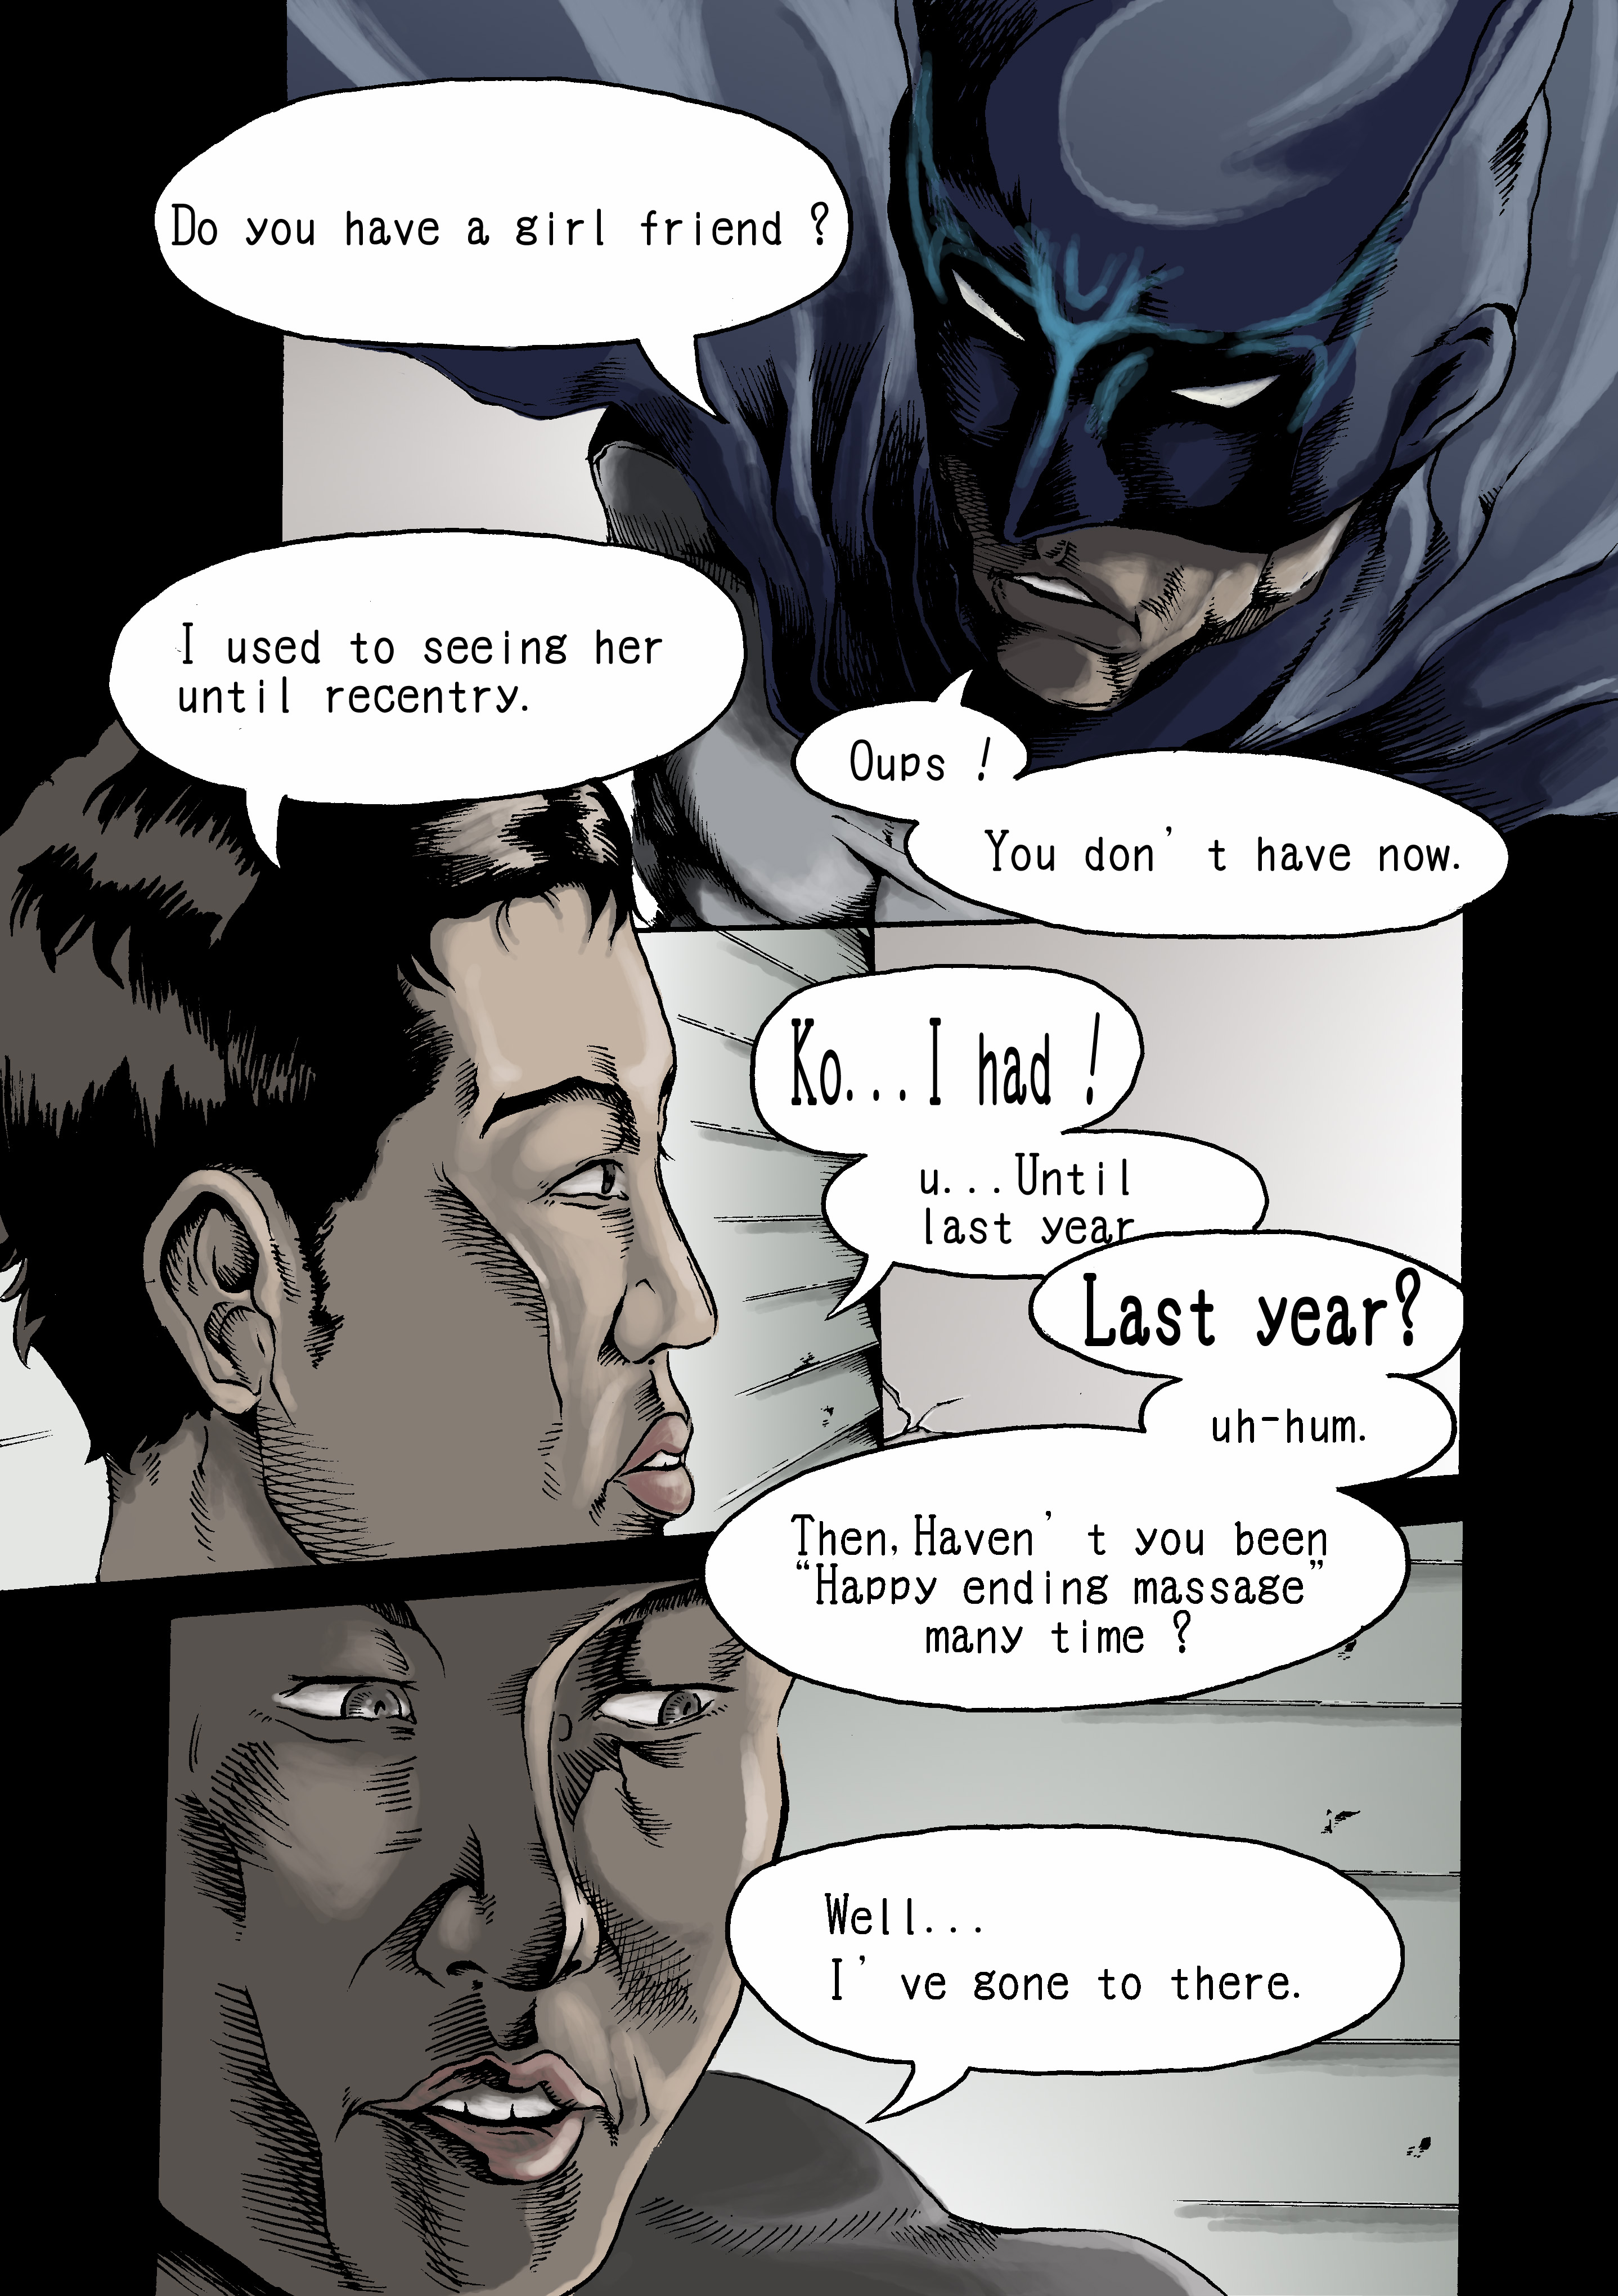 Do you have a girl friend ?
I used to seeing her
until recentry.
Oups !
You don't have now.
Ko...I had !
u...Until
last year
Last year?
uh-hum.
Then, Haven't you been
“Happy ending massage”
many time ?
Well...
I've gone to there.